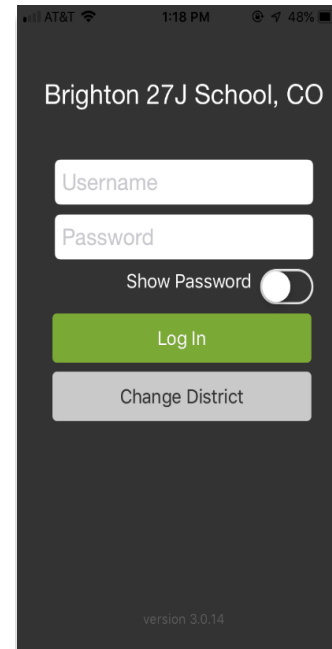 AT&T 1:18 PM 48%
Brighton 27J School, CO
Username
Password
Show Password
Log In
Change District
version 3.0.14